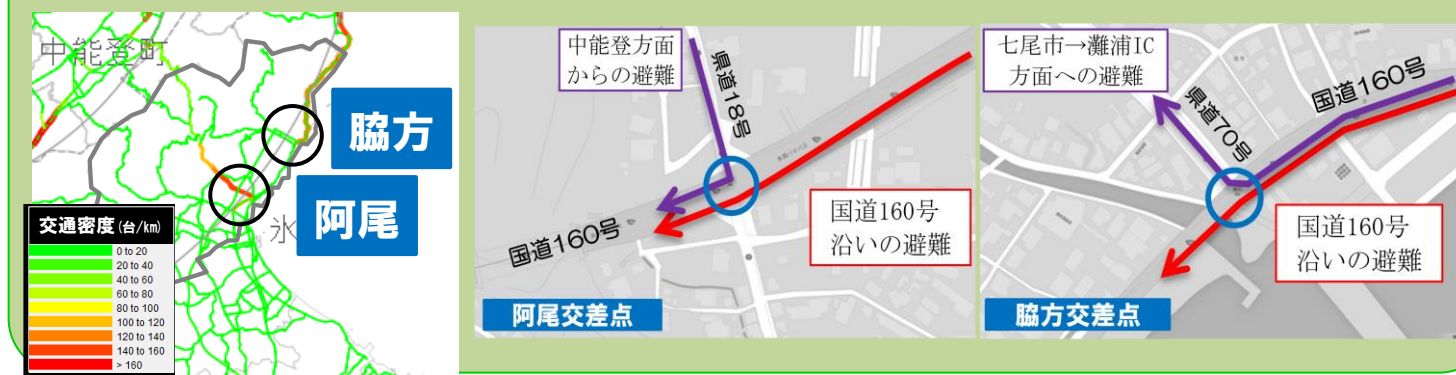 中能登町
脇方
阿尾
氷
交通密度(台/km)
0 to 20
20 to 40
40 to 60
60 to 80
80 to 100
100 to 120
120 to 140
140 to 160
> 160
中能登方面
からの避難
県道18号
国道160号
国道160号
沿いの避難
阿尾交差点
七尾市→灘浦IC
方面への避難
県道70号
国道160号
国道160号
沿いの避難
脇方交差点